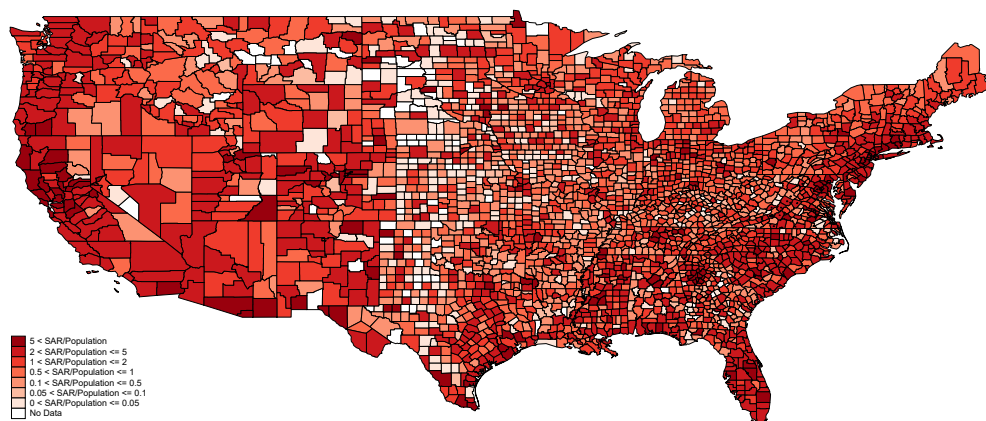 5 < SAR/Population
2 < SAR/Population <= 5
1 < SAR/Population <= 2
0.5 < SAR/Population <= 1
0.1 < SAR/Population <= 0.5
0.05 < SAR/Population <= 0.1
0 < SAR/Population <= 0.05
No Data